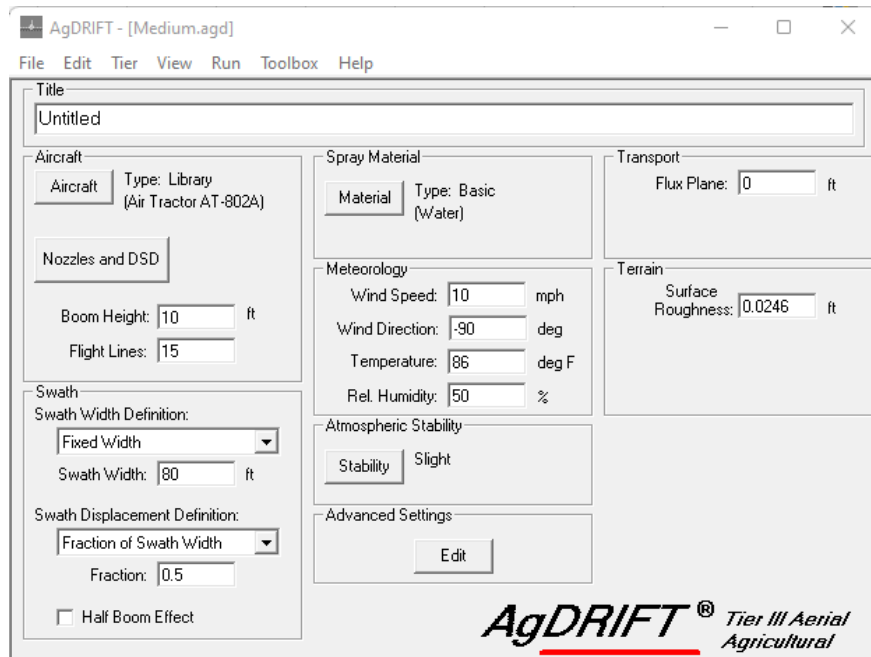 AgDRIFT - [Medium.agd]
File Edit Tier View Run Toolbox Help
Title
Untitled
Aircraft
Aircraft Type: Library
(Air Tractor AT-802A)
Nozzles and DSD
Boom Height: 10 ft
Flight Lines: 15
Swath
Swath Width Definition:
Fixed Width
Swath Width: 80 ft
Swath Displacement Definition:
Fraction of Swath Width
Fraction: 0.5
Half Boom Effect
Spray Material
Material Type: Basic
(Water)
Meteorology
Wind Speed: 10 mph
Wind Direction: -90 deg
Temperature: 86 deg F
Rel. Humidity: 50 %
Atmospheric Stability
Stability Slight
Advanced Settings
Edit
Transport
Flux Plane: 0 ft
Terrain
Surface
Roughness: 0.0246 ft
AgDRIFT® Tier III Aerial
Agricultural